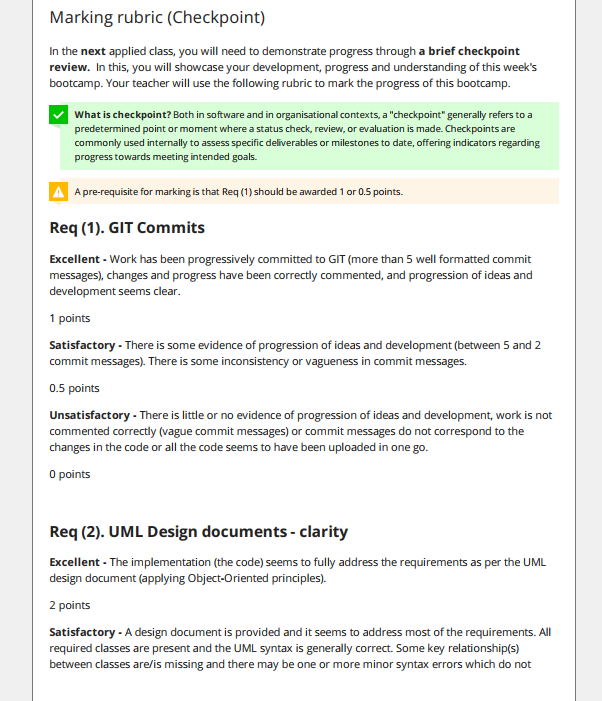 Marking rubric (Checkpoint)
In the next applied class, you will need to demonstrate progress through a brief checkpoint
review.  In this, you will showcase your development, progress and understanding of this week's
bootcamp. Your teacher will use the following rubric to mark the progress of this bootcamp.
What is checkpoint? Both in software and in organisational contexts, a "checkpoint" generally refers to a
predetermined point or moment where a status check, review, or evaluation is made. Checkpoints are
commonly used internally to assess specific deliverables or milestones to date, offering indicators regarding
progress towards meeting intended goals.
A pre-requisite for marking is that Req (1) should be awarded 1 or 0.5 points.
Req (1). GIT Commits
Excellent - Work has been progressively committed to GIT (more than 5 well formatted commit
messages), changes and progress have been correctly commented, and progression of ideas and
development seems clear.
1 points
Satisfactory - There is some evidence of progression of ideas and development (between 5 and 2
commit messages). There is some inconsistency or vagueness in commit messages.
0.5 points
Unsatisfactory - There is little or no evidence of progression of ideas and development, work is not
commented correctly (vague commit messages) or commit messages do not correspond to the
changes in the code or all the code seems to have been uploaded in one go.
0 points
Req (2). UML Design documents - clarity
Excellent - The implementation (the code) seems to fully address the requirements as per the UML
design document (applying Object-Oriented principles).
2 points
Satisfactory - A design document is provided and it seems to address most of the requirements. All
required classes are present and the UML syntax is generally correct. Some key relationship(s)
between classes are/is missing and there may be one or more minor syntax errors which do not